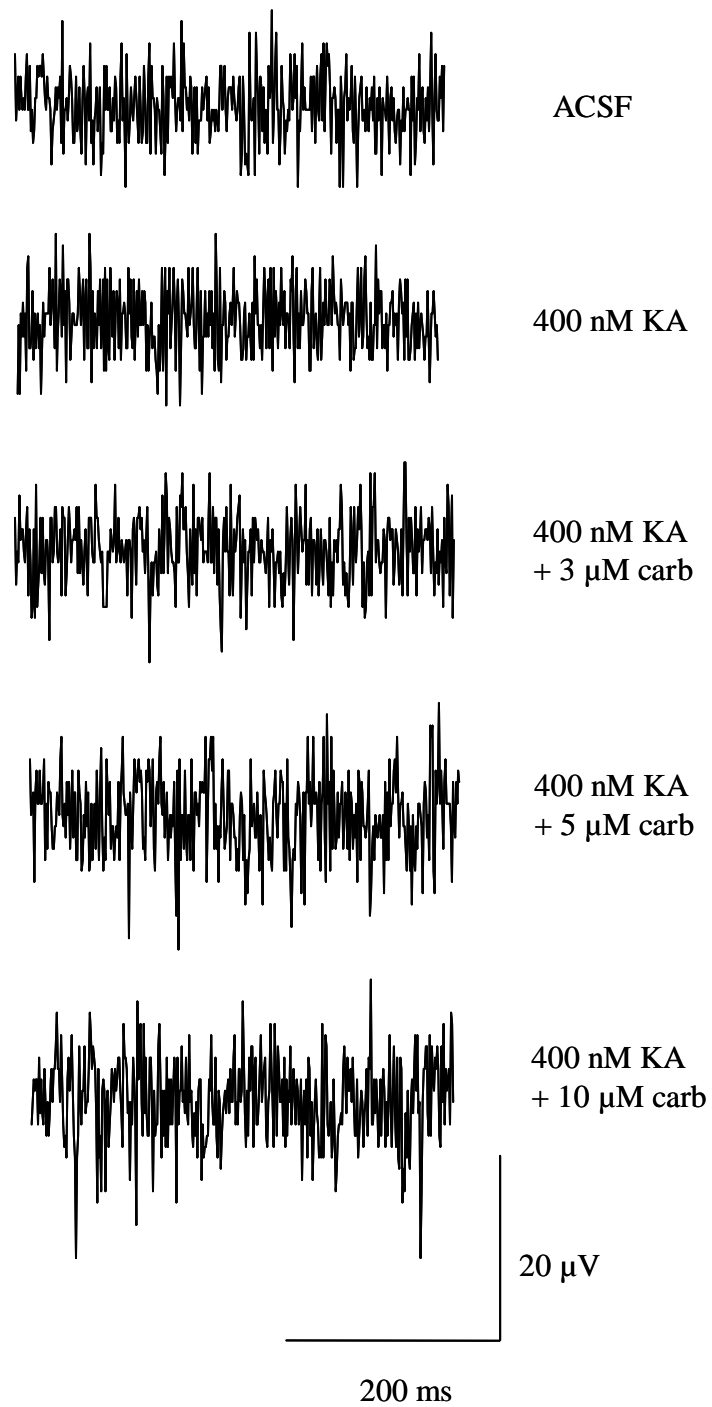 ACSF
400 nM KA
400 nM KA
+ 3 µM carb
400 nM KA
+ 5 µM carb
400 nM KA
+ 10 µM carb
20 µV
200 ms